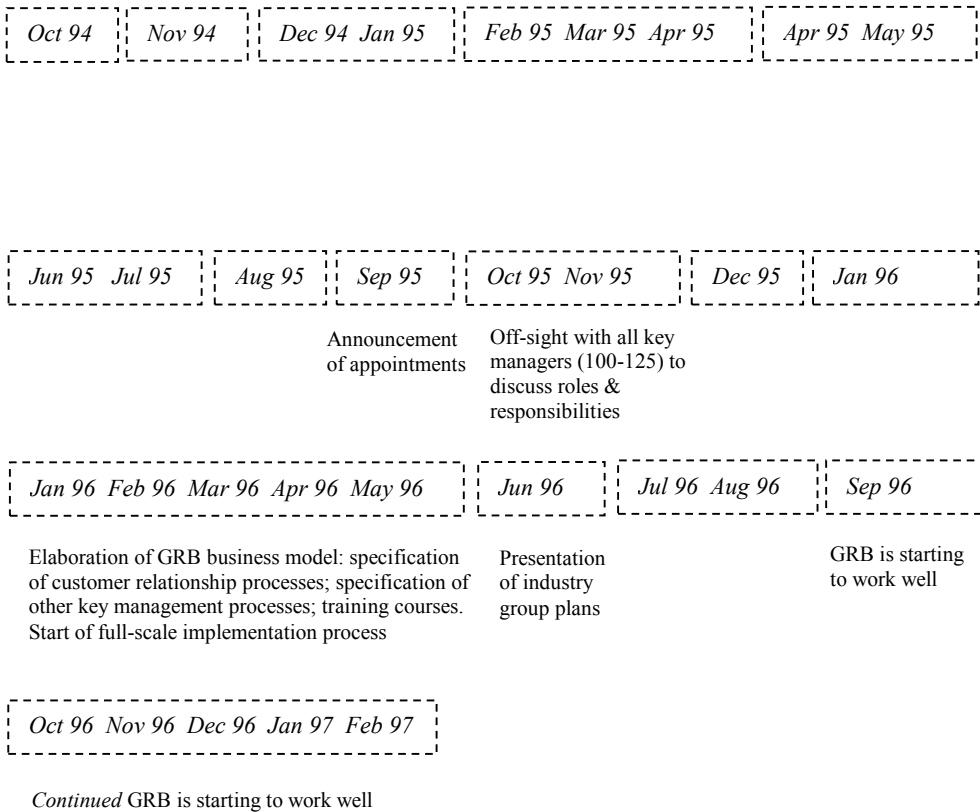 Oct 94 Nov 94 Dec 94 Jan 95 Feb 95 Mar 95 Apr 95 Apr 95 May 95
Jun 95 Jul 95 Aug 95 Sep 95 Oct 95 Nov 95 Dec 95 Jan 96
Announcement
of appointments
Off-sight with all key
managers (100-125) to
discuss roles &
responsibilities
Jan 96 Feb 96 Mar 96 Apr 96 May 96 Jun 96 Jul 96 Aug 96 Sep 96
Elaboration of GRB business model: specification
of customer relationship processes; specification of
other key management processes; training courses.
Start of full-scale implementation process
Presentation
of industry
group plans
GRB is starting
to work well
Oct 96 Nov 96 Dec 96 Jan 97 Feb 97
Continued GRB is starting to work well